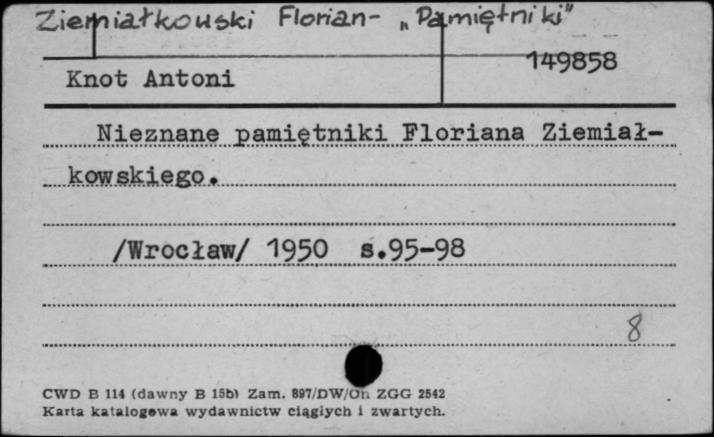 Ziemiałkowski Florian - „Pamiętniki"
149858
Knot Antoni
Nieznane pamiętniki Floriana Ziemiał-
kowskiego.
/Wrocław/ 1950 s.95-98
8
CWD B 114 (dawny B 15b) Zam. 897/DW/On ZGG 2542
Karta katalogowa wydawnictw ciągłych i zwartych.